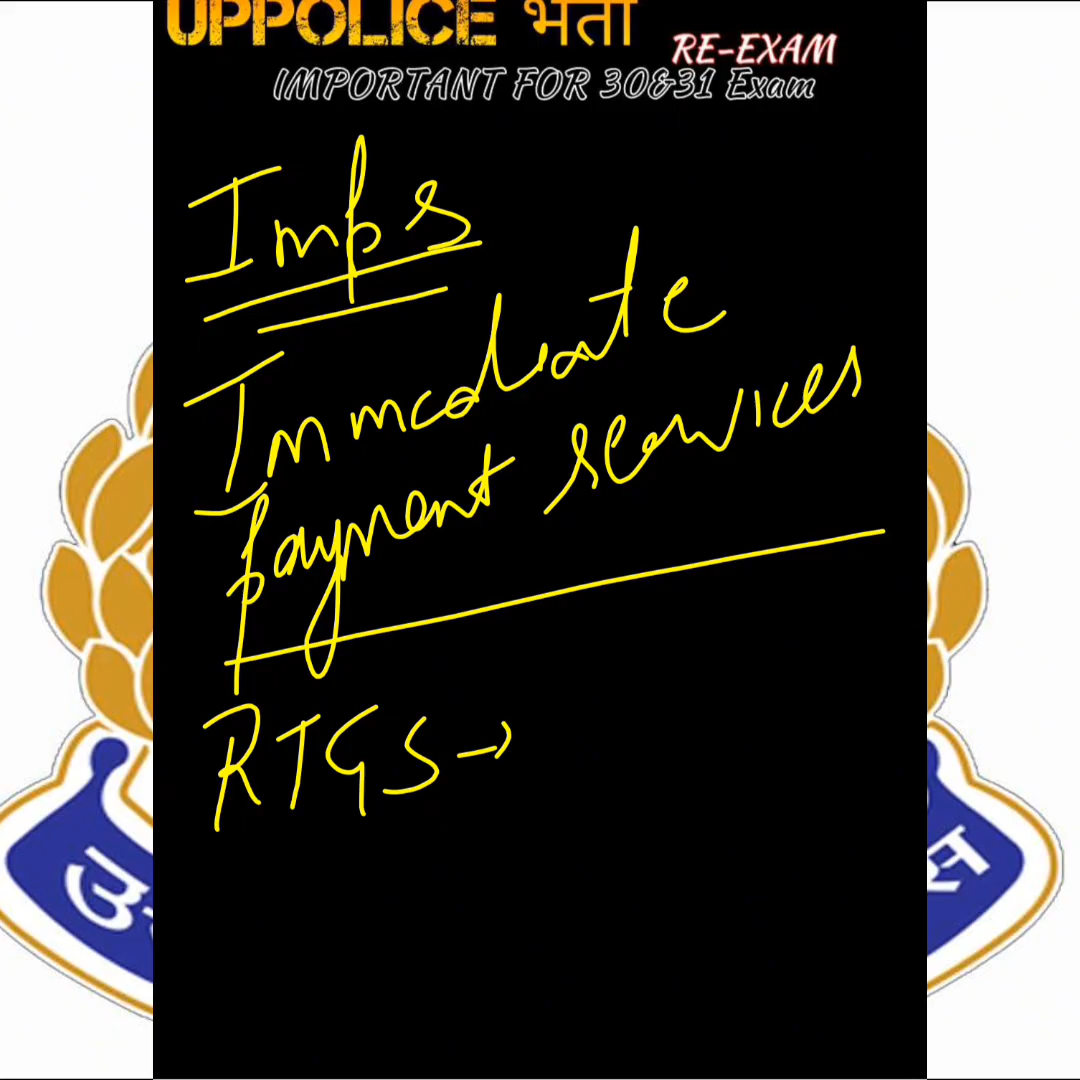 UPPOLICE भर्ती
RE-EXAM
IMPORTANT FOR 30&31 Exam
Imps
Immediate
payment services
RTGS→